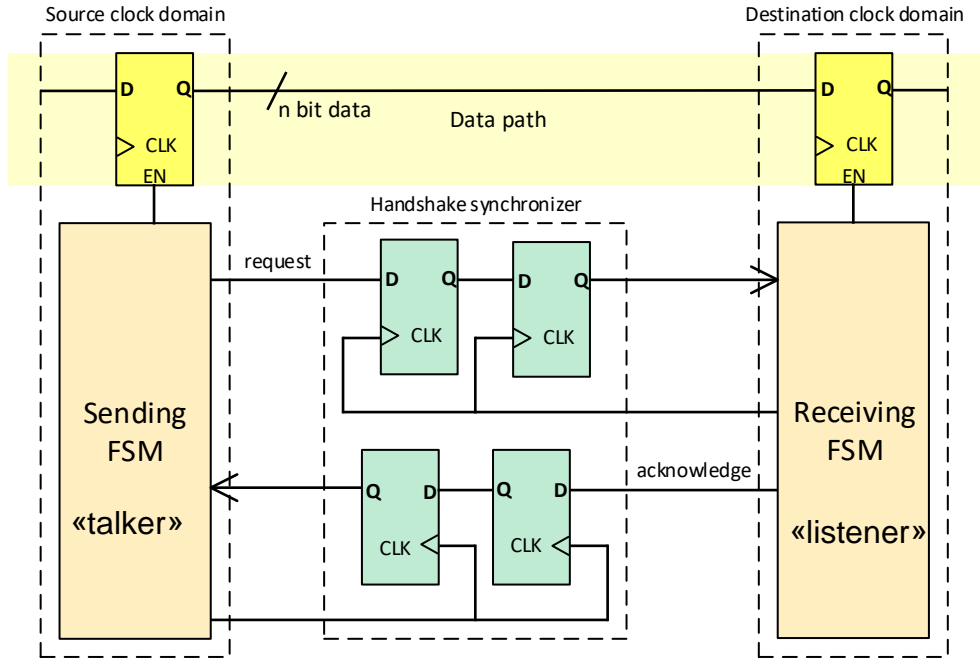 Source clock domain
Destination clock domain
D Q
n bit data
Data path
D Q
CLK
EN
CLK
EN
Handshake synchronizer
request
D Q
D Q
CLK
CLK
Sending
FSM
«talker»
Receiving
FSM
«listener»
acknowledge
Q D
Q D
CLK
CLK